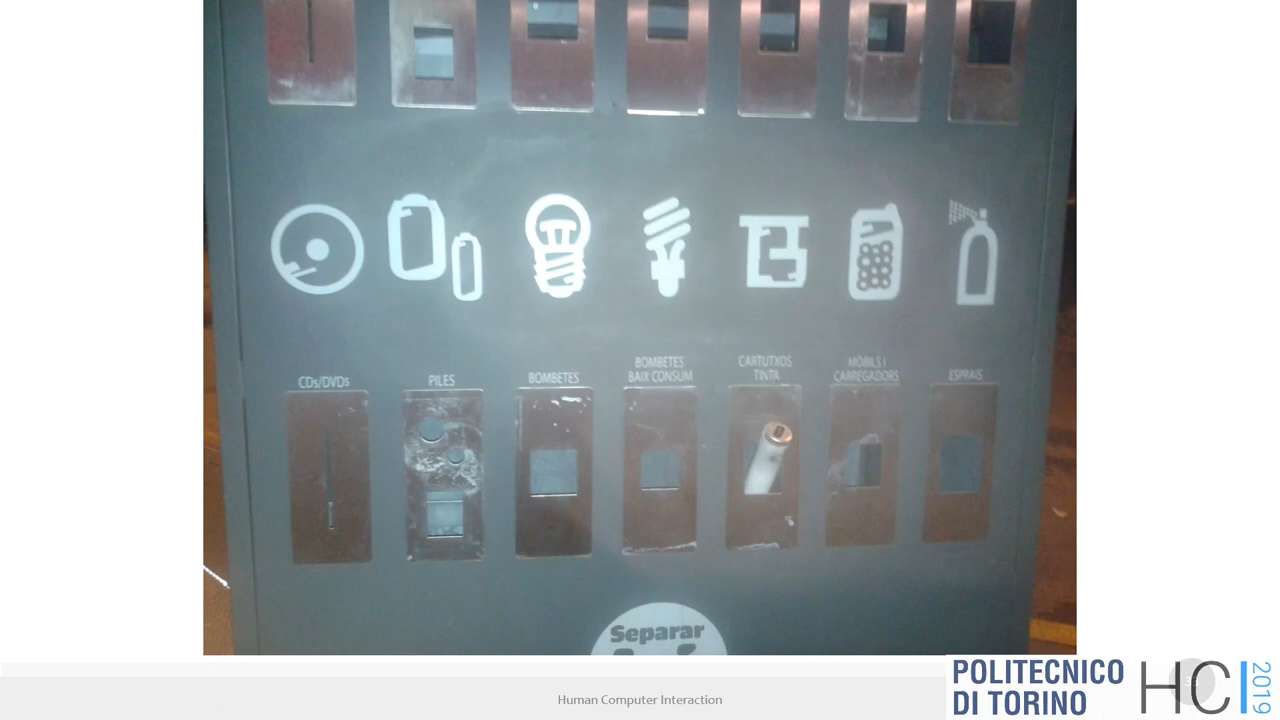 CDs/DVDs
PILES
BOMBETES
BOMBETES
BAIX CONSUM
CARTUTXOS
TINTA
MÒBILS I
CARREGADORS
ESPRAIS
Separar
Human Computer Interaction
POLITECNICO
DI TORINO
HCI
2019